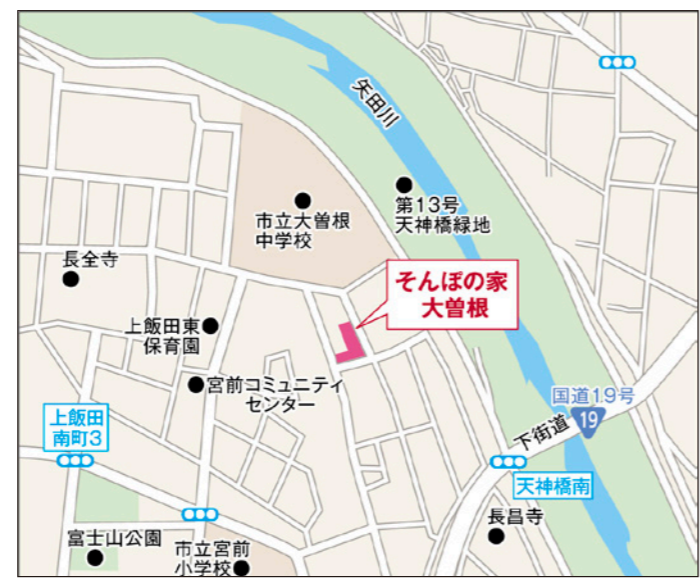 矢田川
市立大曽根
中学校
第13号
天神橋緑地
長全寺
そんぽの家
大曽根
上飯田東
保育園
宮前コミュニティ
センター
国道19号
19
上飯田
南町3
下街道
天神橋南
長昌寺
富士山公園
市立宮前
小学校